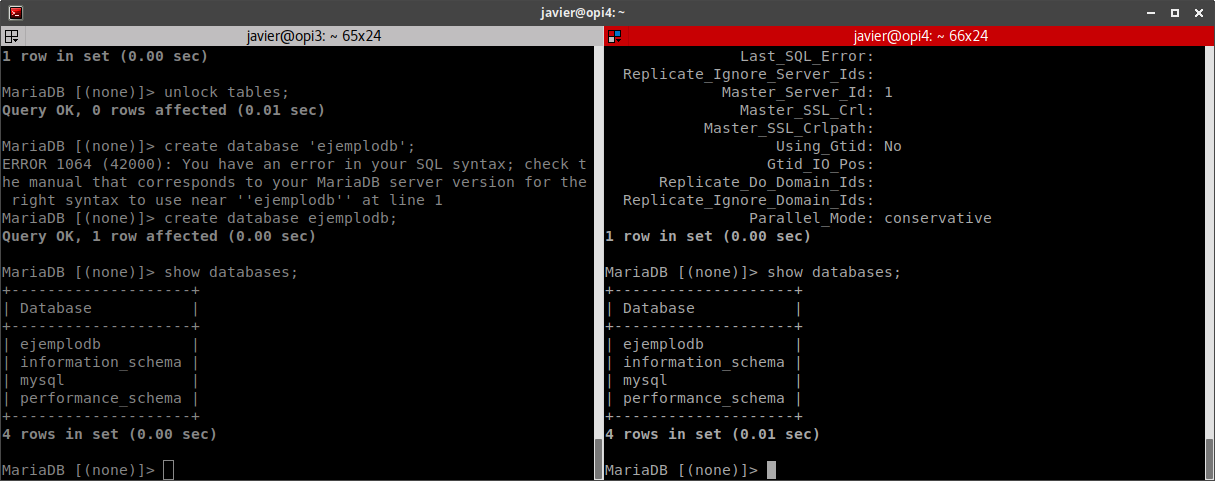 javier@opi4: ~
javier@opi3: ~ 65x24
1 row in set (0.00 sec)
MariaDB [(none)]> unlock tables;
Query OK, 0 rows affected (0.01 sec)
MariaDB [(none)]> create database 'ejemplodb';
ERROR 1064 (42000): You have an error in your SQL syntax; check t
he manual that corresponds to your MariaDB server version for the
 right syntax to use near ''ejemplodb'' at line 1
MariaDB [(none)]> create database ejemplodb;
Query OK, 1 row affected (0.00 sec)
MariaDB [(none)]> show databases;
+--------------------+
| Database           |
+--------------------+
| ejemplodb          |
| information_schema |
| mysql              |
| performance_schema |
+--------------------+
4 rows in set (0.00 sec)
MariaDB [(none)]>
javier@opi4: ~ 66x24
Last_SQL_Error:
Replicate_Ignore_Server_Ids:
Master_Server_Id: 1
Master_SSL_Crl:
Master_SSL_Crlpath:
Using_Gtid: No
Gtid_IO_Pos:
Replicate_Do_Domain_Ids:
Replicate_Ignore_Domain_Ids:
Parallel_Mode: conservative
1 row in set (0.00 sec)
MariaDB [(none)]> show databases;
+--------------------+
| Database           |
+--------------------+
| ejemplodb          |
| information_schema |
| mysql              |
| performance_schema |
+--------------------+
4 rows in set (0.01 sec)
MariaDB [(none)]>